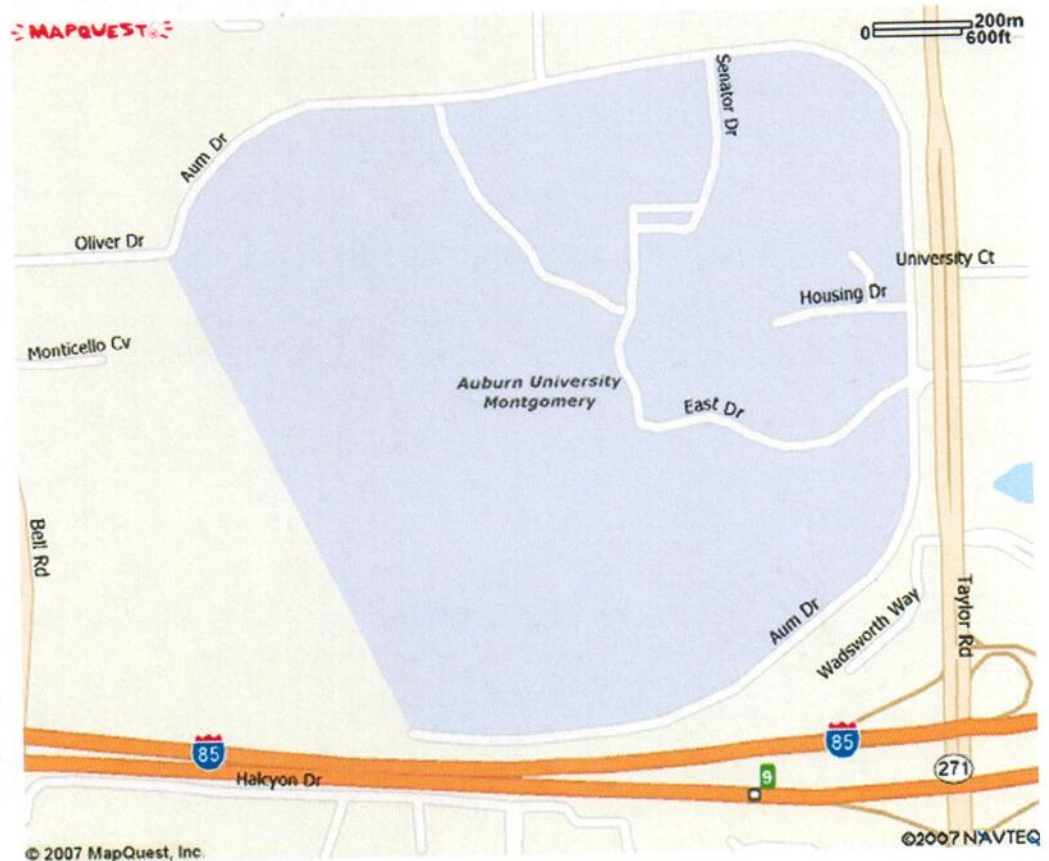 MAPQUEST
200m
0
600ft
Senator Dr
Aum Dr
Oliver Dr
University Ct
Housing Dr
Monticello Cv
Auburn University
Montgomery
East Dr
Bell Rd
Taylor Rd
Aum Dr
Wadsworth Way
85
85
271
Halcyon Dr
9
© 2007 MapQuest, Inc.
©2007 NAVTEQ